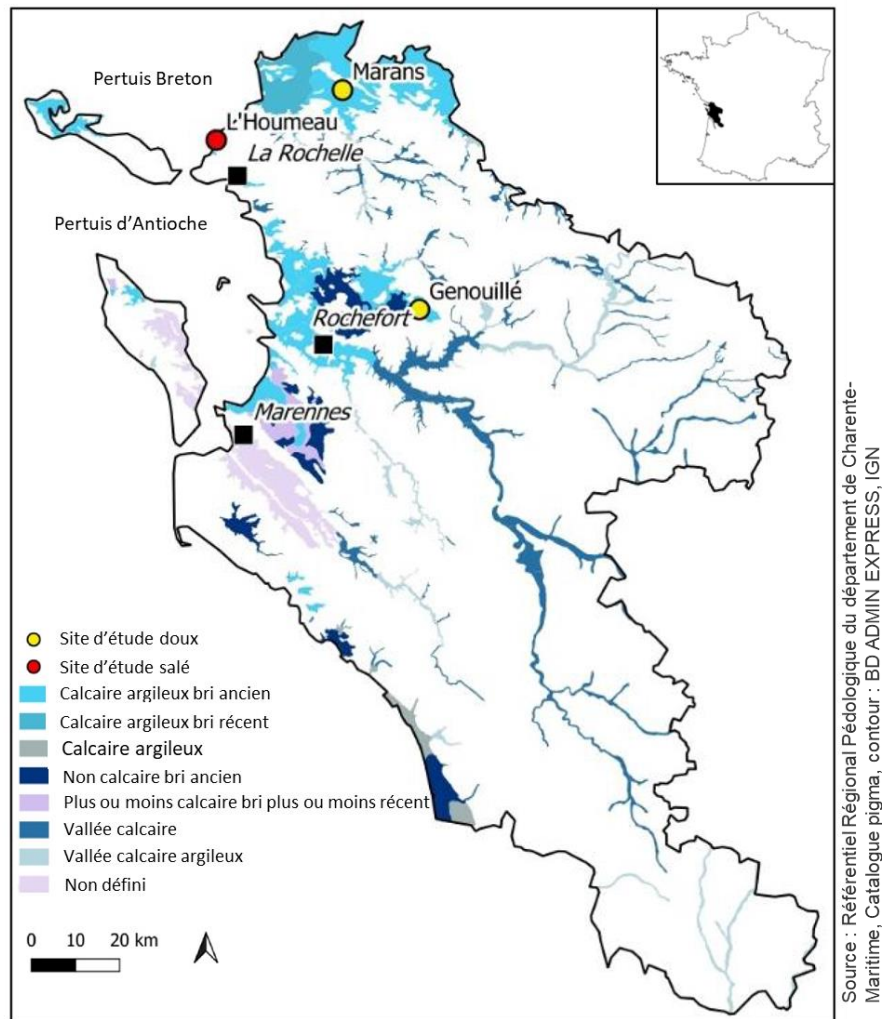 Pertuis Breton
Marans
L'Houmeau
La Rochelle
Pertuis d'Antioche
Genouillé
Rochefort
Marennes
Site d'étude doux
Site d'étude salé
Calcaire argileux bri ancien
Calcaire argileux bri récent
Calcaire argileux
Non calcaire bri ancien
Plus ou moins calcaire bri plus ou moins récent
Vallée calcaire
Vallée calcaire argileux
Non défini
0 10 20 km
Source : Référentiel Régional Pédologique du département de Charente-
Maritime, Catalogue pigma, contour : BD ADMIN EXPRESS, IGN